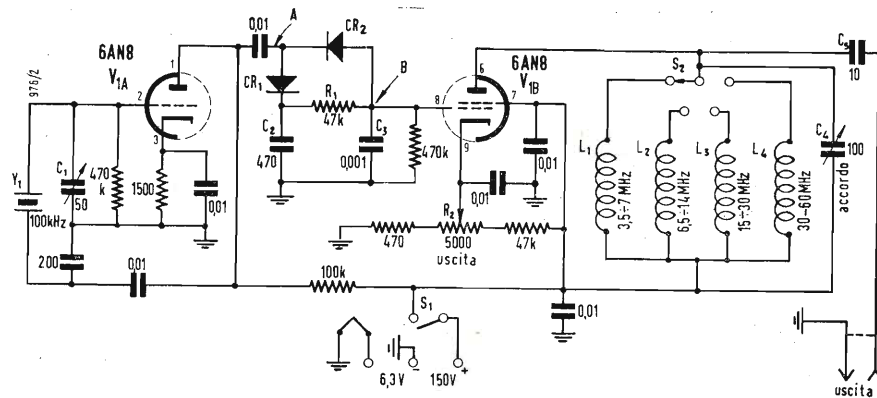 976/2
6AN8
V1A
1
2
3
Y1
100kHz
C1
50
470
k
1500
0,01
200
0,01
0,01
A
CR1
CR2
R1
47k
B
C2
470
C3
0,001
470k
6AN8
V1B
6
7
8
9
0,01
0,01
470
R2
5000
uscita
47k
100k
S1
0,01
6,3V
-
150V
+
S2
L1
3,5÷7 MHz
L2
6,5÷14 MHz
L3
15÷30 MHz
L4
30-60 MHz
C4
100
accordo
C5
10
uscita